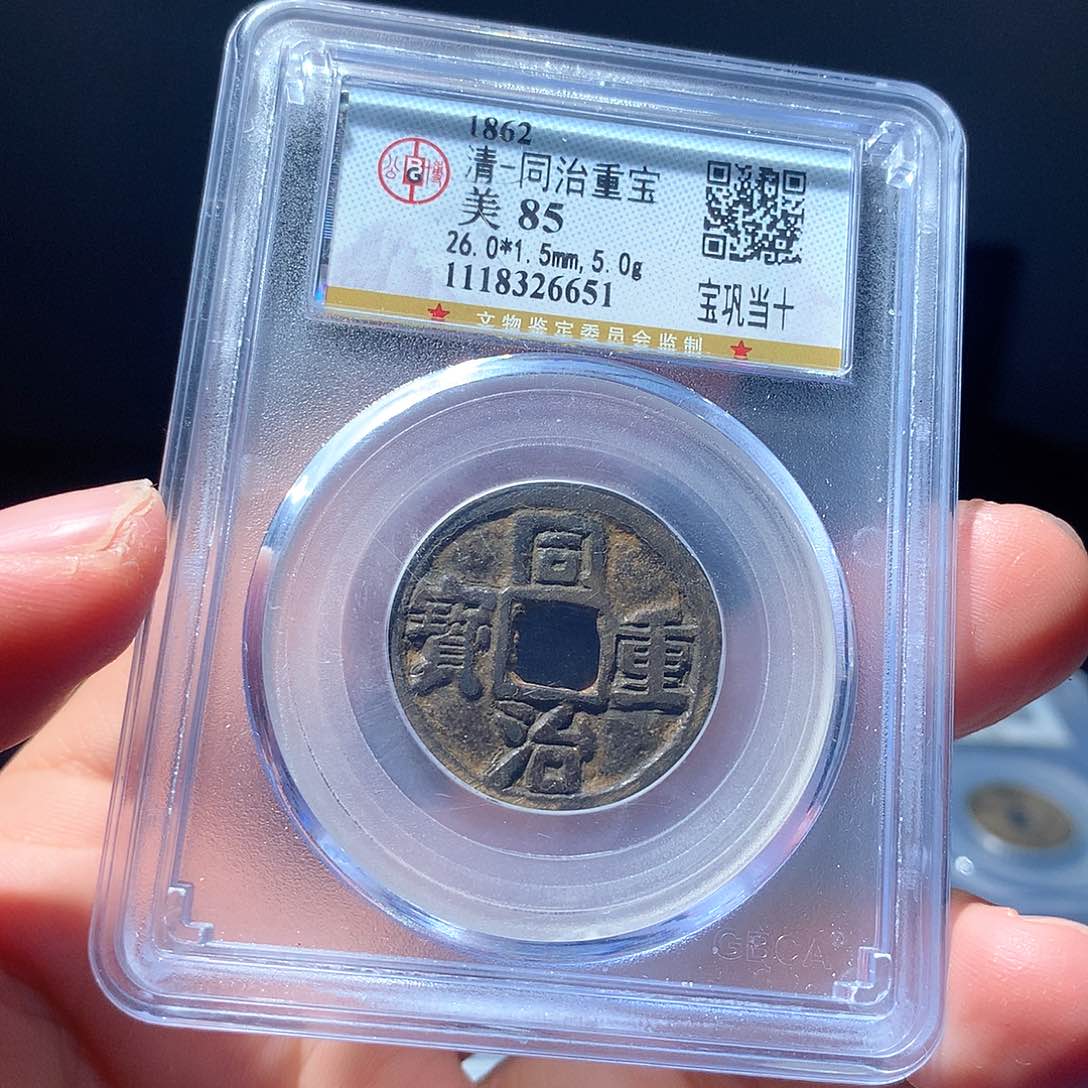 1862
清-同治重宝
美 85
26.0*1.5mm,5.0g
1118326651
宝巩当十
文物鉴定委员会监制
同
寶 重
治
GBCA